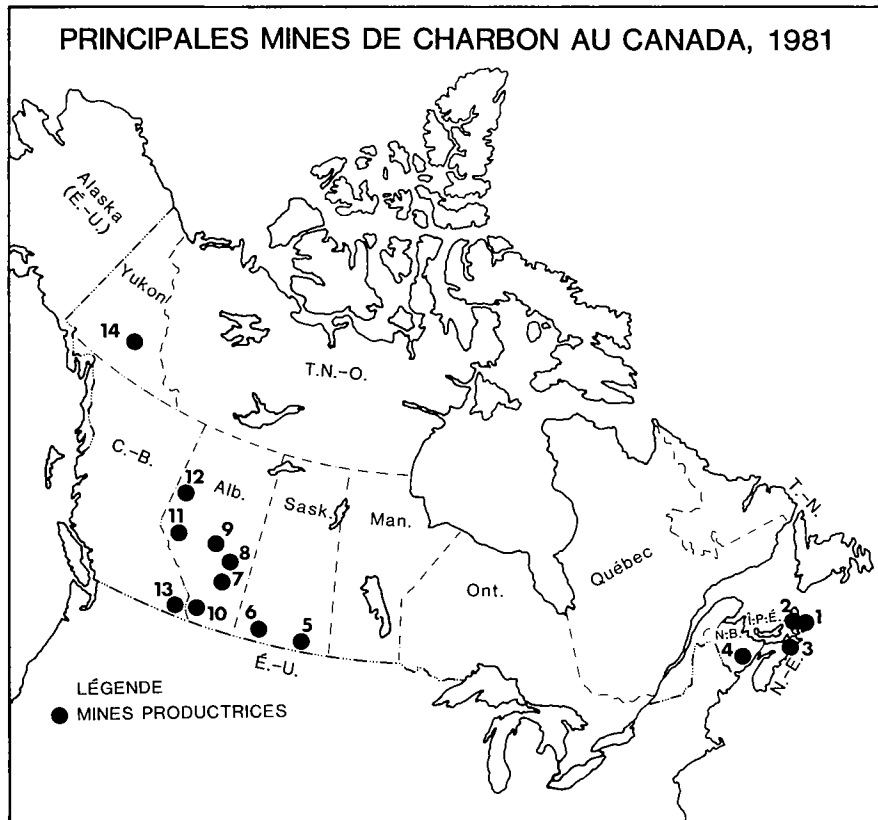 PRINCIPALES MINES DE CHARBON AU CANADA, 1981
Alaska
(É.-U.)
Yukon
14
T.N.-O.
C.-B.
12
Alb.
11
9
8
7
13
10
Sask.
6
5
Man.
É.-U.
Ont.
Québec
T.-N.
2
1
Î.-P.-É.
N.-B.
4
3
N.-É.
LÉGENDE
MINES PRODUCTRICES